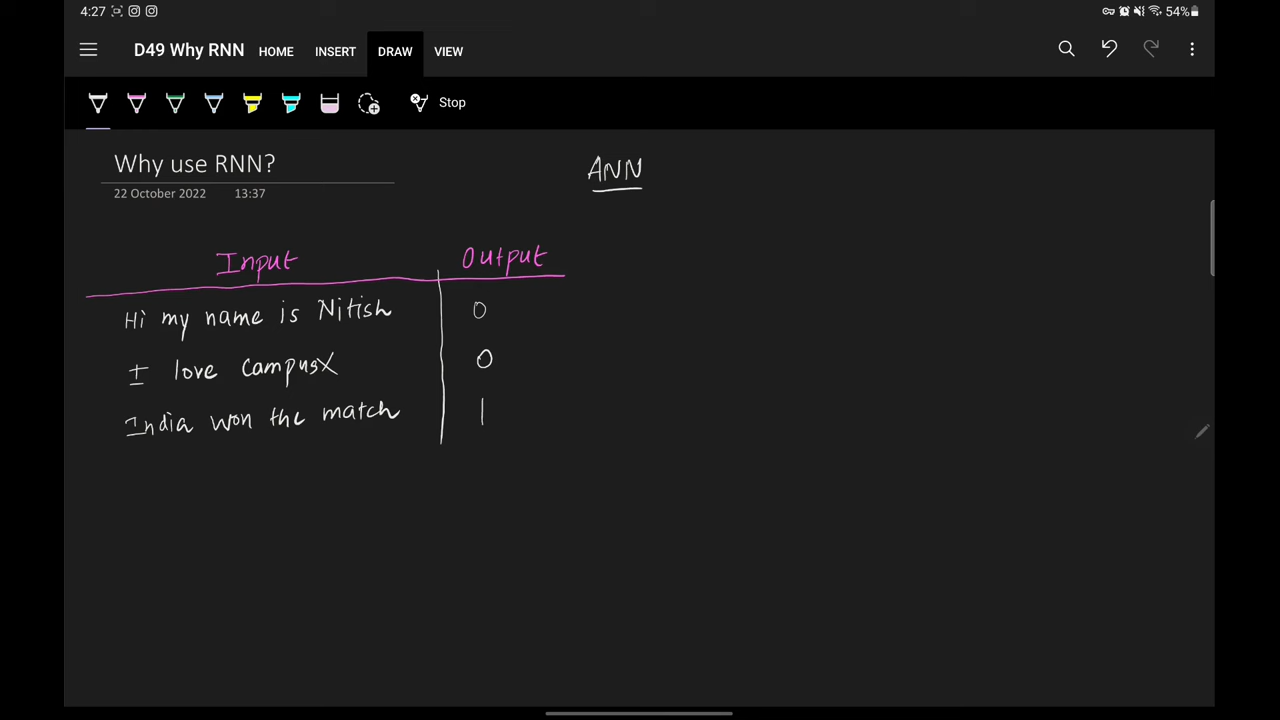 4:27 54%
D49 Why RNN HOME INSERT DRAW VIEW
Stop
Why use RNN?
22 October 2022 13:37
ANN
Input Output
Hi my name is Nitish 0
I love CampusX 0
India won the match 1